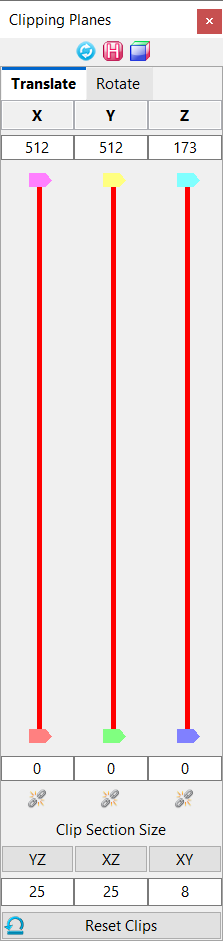 Clipping Planes
H
Translate Rotate
X Y Z
512 512 173
0 0 0
Clip Section Size
YZ XZ XY
25 25 8
Reset Clips